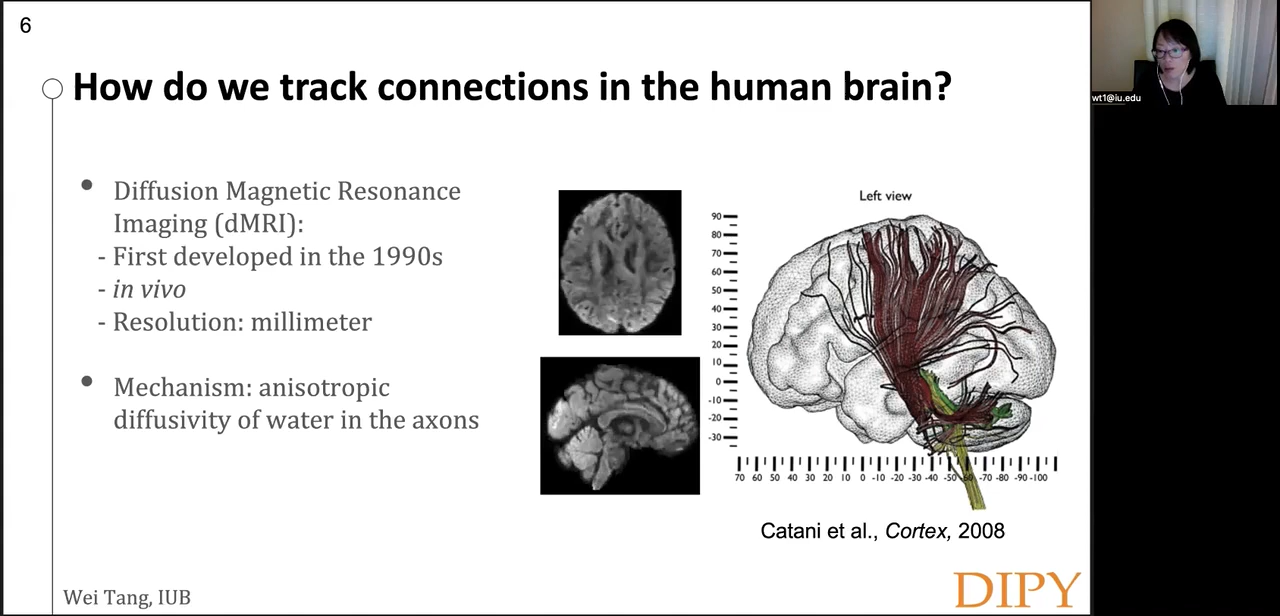 6
How do we track connections in the human brain?
• Diffusion Magnetic Resonance
Imaging (dMRI):
- First developed in the 1990s
- in vivo
- Resolution: millimeter
• Mechanism: anisotropic
diffusivity of water in the axons
Left view
90
80
70
60
50
40
30
20
10
0
-10
-20
-30
70 60 50 40 30 20 10 0 -10 -20 -30 -40 -50 -60 -70 -80 -90 -100
Catani et al., Cortex, 2008
Wei Tang, IUB
DIPY
wt1@iu.edu